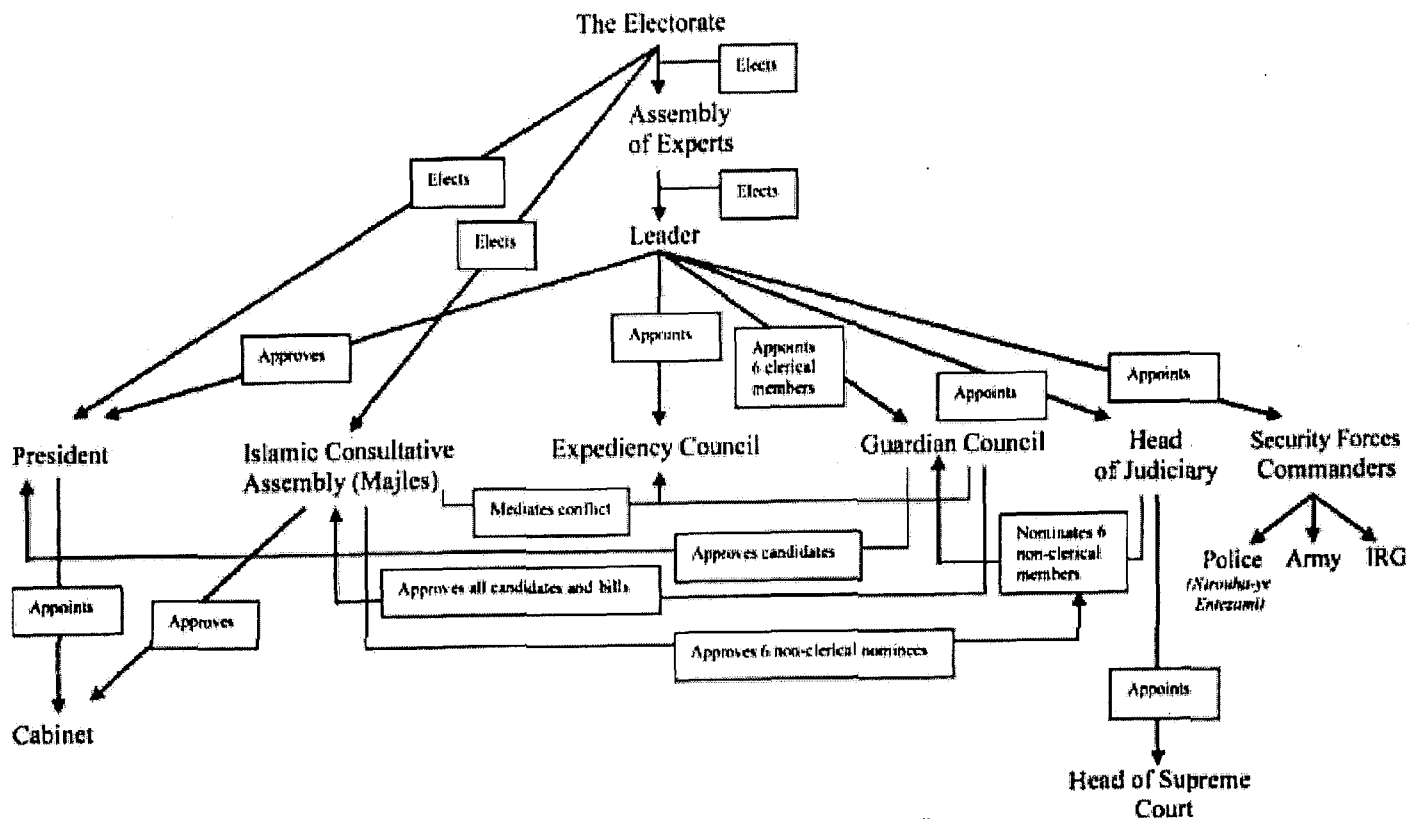 The Electorate
Elects
Assembly
of Experts
Elects
Elects
Elects
Leader
Approves
Appoints
Appoints
6 clerical
members
Appoints
Appoints
President
Islamic Consultative
Assembly (Majles)
Expediency Council
Guardian Council
Head
of Judiciary
Security Forces
Commanders
Mediates conflict
Approves candidates
Nominates 6
non-clerical
members
Police
(Nirouha-ye
Entezami)
Army
IRG
Approves all candidates and bills
Appoints
Approves
Approves 6 non-clerical nominees
Appoints
Cabinet
Head of Supreme
Court